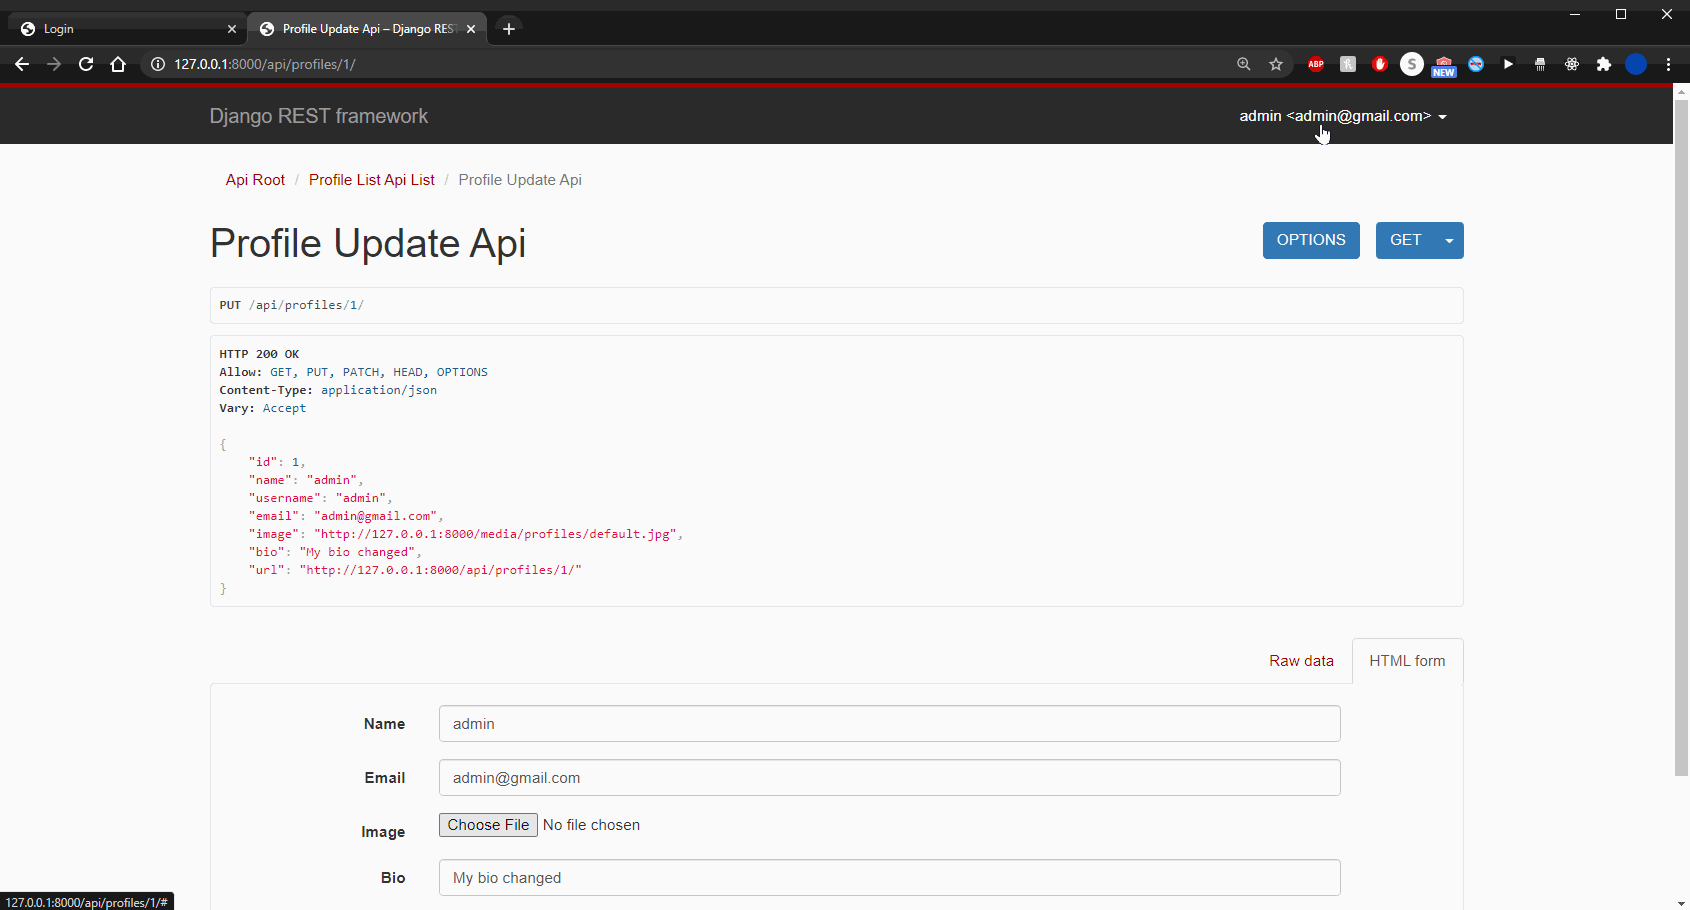 Login
Profile Update Api – Django RES
127.0.0.1:8000/api/profiles/1/
ABP
S
NEW
Django REST framework
admin <admin@gmail.com>
Api Root / Profile List Api List / Profile Update Api
Profile Update Api
OPTIONS
GET
PUT /api/profiles/1/
HTTP 200 OK
Allow: GET, PUT, PATCH, HEAD, OPTIONS
Content-Type: application/json
Vary: Accept
{
"id": 1,
"name": "admin",
"username": "admin",
"email": "admin@gmail.com",
"image": "http://127.0.0.1:8000/media/profiles/default.jpg",
"bio": "My bio changed",
"url": "http://127.0.0.1:8000/api/profiles/1/"
}
Raw data
HTML form
Name
admin
Email
admin@gmail.com
Image
Choose File No file chosen
Bio
My bio changed
127.0.0.1:8000/api/profiles/1/#